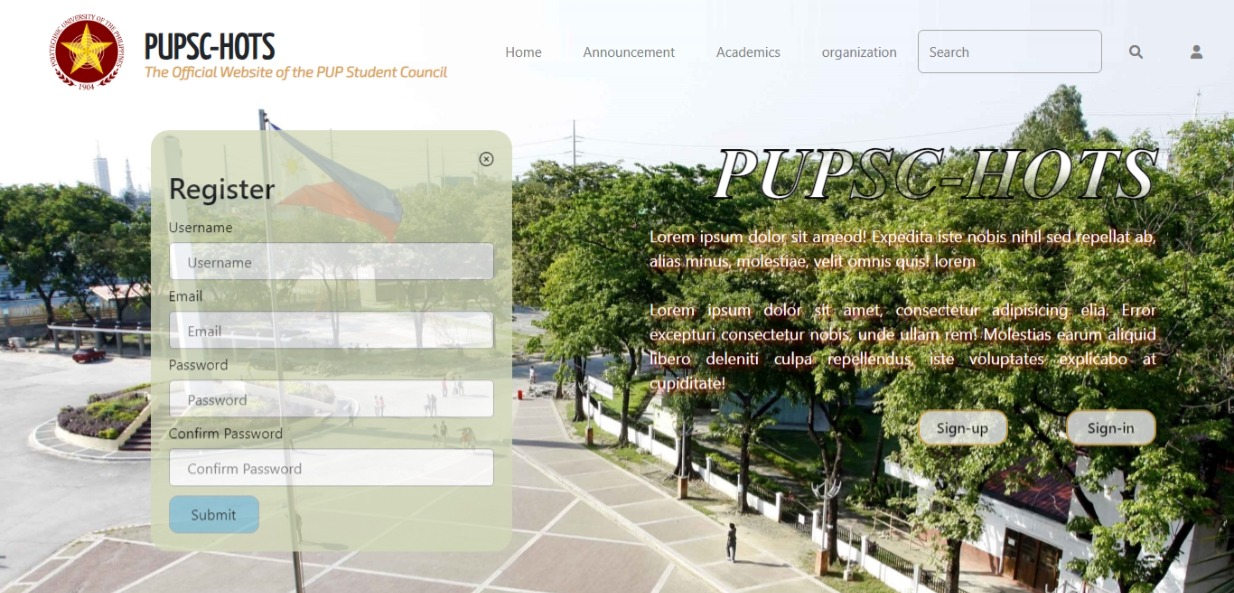 POLYTECHNIC UNIVERSITY OF THE PHILIPPINES
1904
PUPSC-HOTS
The Official Website of the PUP Student Council
Home
Announcement
Academics
organization
Search
Register
Username
Username
Email
Email
Password
Password
Confirm Password
Confirm Password
Submit
PUPSC-HOTS
Lorem ipsum dolor sit ameod! Expedita iste nobis nihil sed repellat ab,
alias minus, molestiae, velit omnis quis! lorem
Lorem ipsum dolor sit amet, consectetur adipisicing elia. Error
excepturi consectetur nobis, unde ullam rem! Molestias earum aliquid
libero deleniti culpa repellendus, iste voluptates explicabo at
cupiditate!
Sign-up
Sign-in